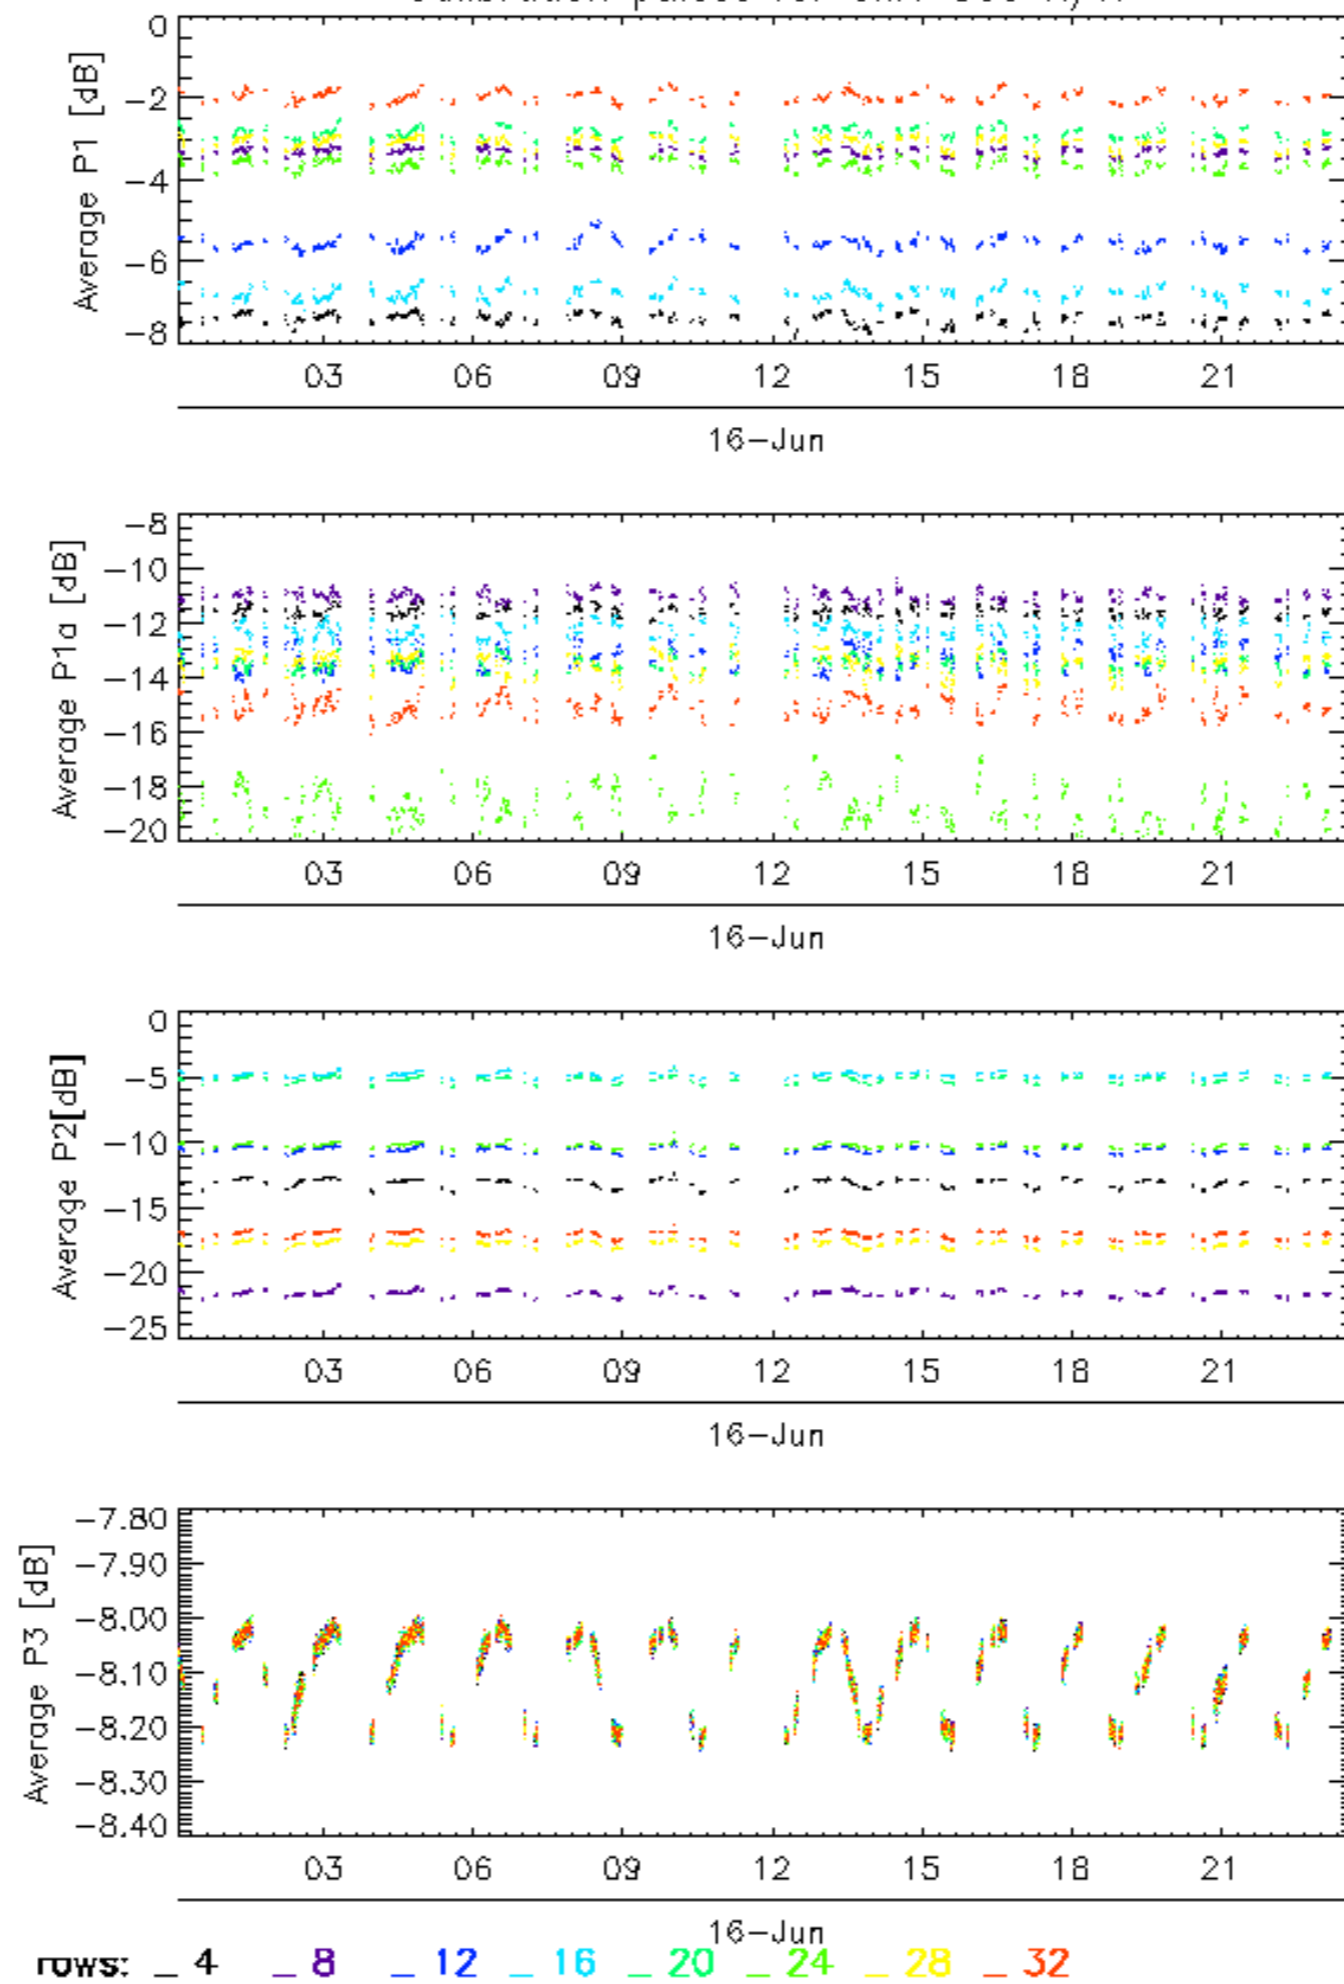 0
-2
-4
-6
-8
Average P1 [dB]
03 06 09 12 15 18 21
16-Jun
-8
-10
-12
-14
-16
-18
-20
Average P1a [dB]
03 06 09 12 15 18 21
16-Jun
0
-5
-10
-15
-20
-25
Average P2[dB]
03 06 09 12 15 18 21
16-Jun
-7.80
-7.90
-8.00
-8.10
-8.20
-8.30
-8.40
Average P3 [dB]
03 06 09 12 15 18 21
16-Jun
rows: _ 4 _ 8 _ 12 _ 16 _ 20 _ 24 _ 28 _ 32